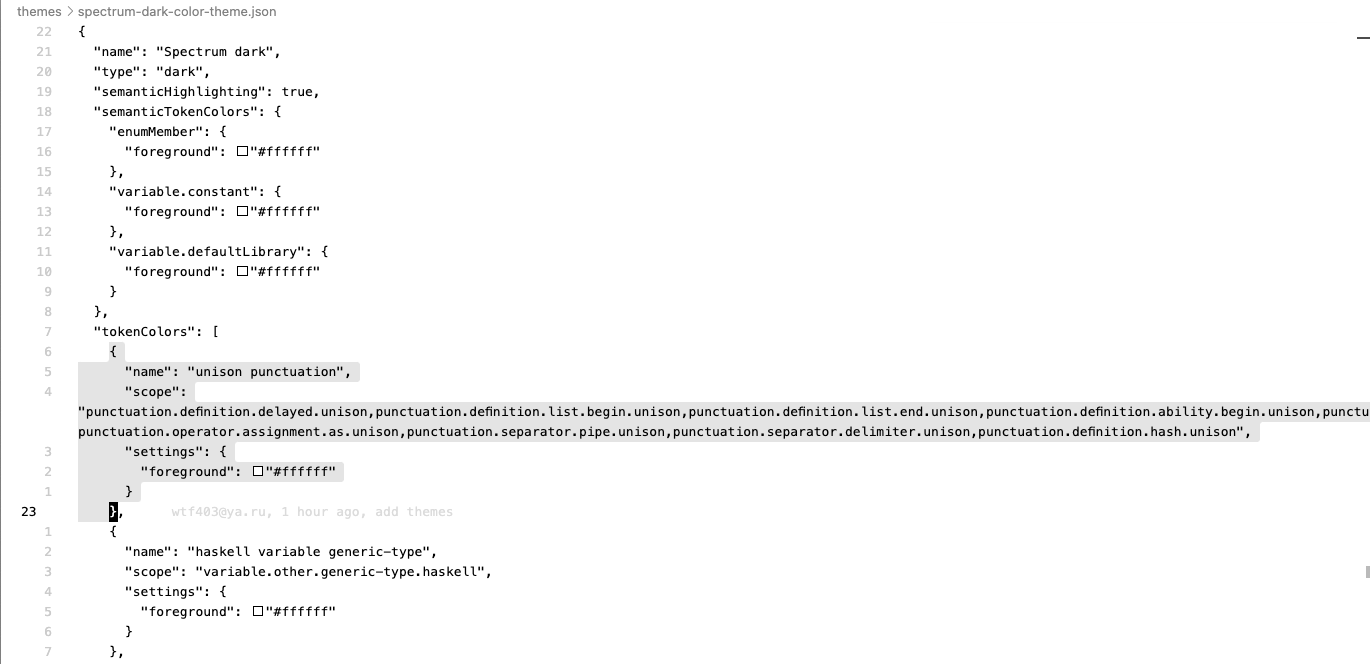 themes > spectrum-dark-color-theme.json
22 {
21 "name": "Spectrum dark",
20 "type": "dark",
19 "semanticHighlighting": true,
18 "semanticTokenColors": {
17 "enumMember": {
16 "foreground": "#ffffff"
15 },
14 "variable.constant": {
13 "foreground": "#ffffff"
12 },
11 "variable.defaultLibrary": {
10 "foreground": "#ffffff"
9 }
8 },
7 "tokenColors": [
6 {
5 "name": "unison punctuation",
4 "scope":
"punctuation.definition.delayed.unison,punctuation.definition.list.begin.unison,punctuation.definition.list.end.unison,punctuation.definition.ability.begin.unison,punctu
punctuation.operator.assignment.as.unison,punctuation.separator.pipe.unison,punctuation.separator.delimiter.unison,punctuation.definition.hash.unison",
3 "settings": {
2 "foreground": "#ffffff"
1 }
23 }, wtf403@ya.ru, 1 hour ago, add themes
1 {
2 "name": "haskell variable generic-type",
3 "scope": "variable.other.generic-type.haskell",
4 "settings": {
5 "foreground": "#ffffff"
6 }
7 },